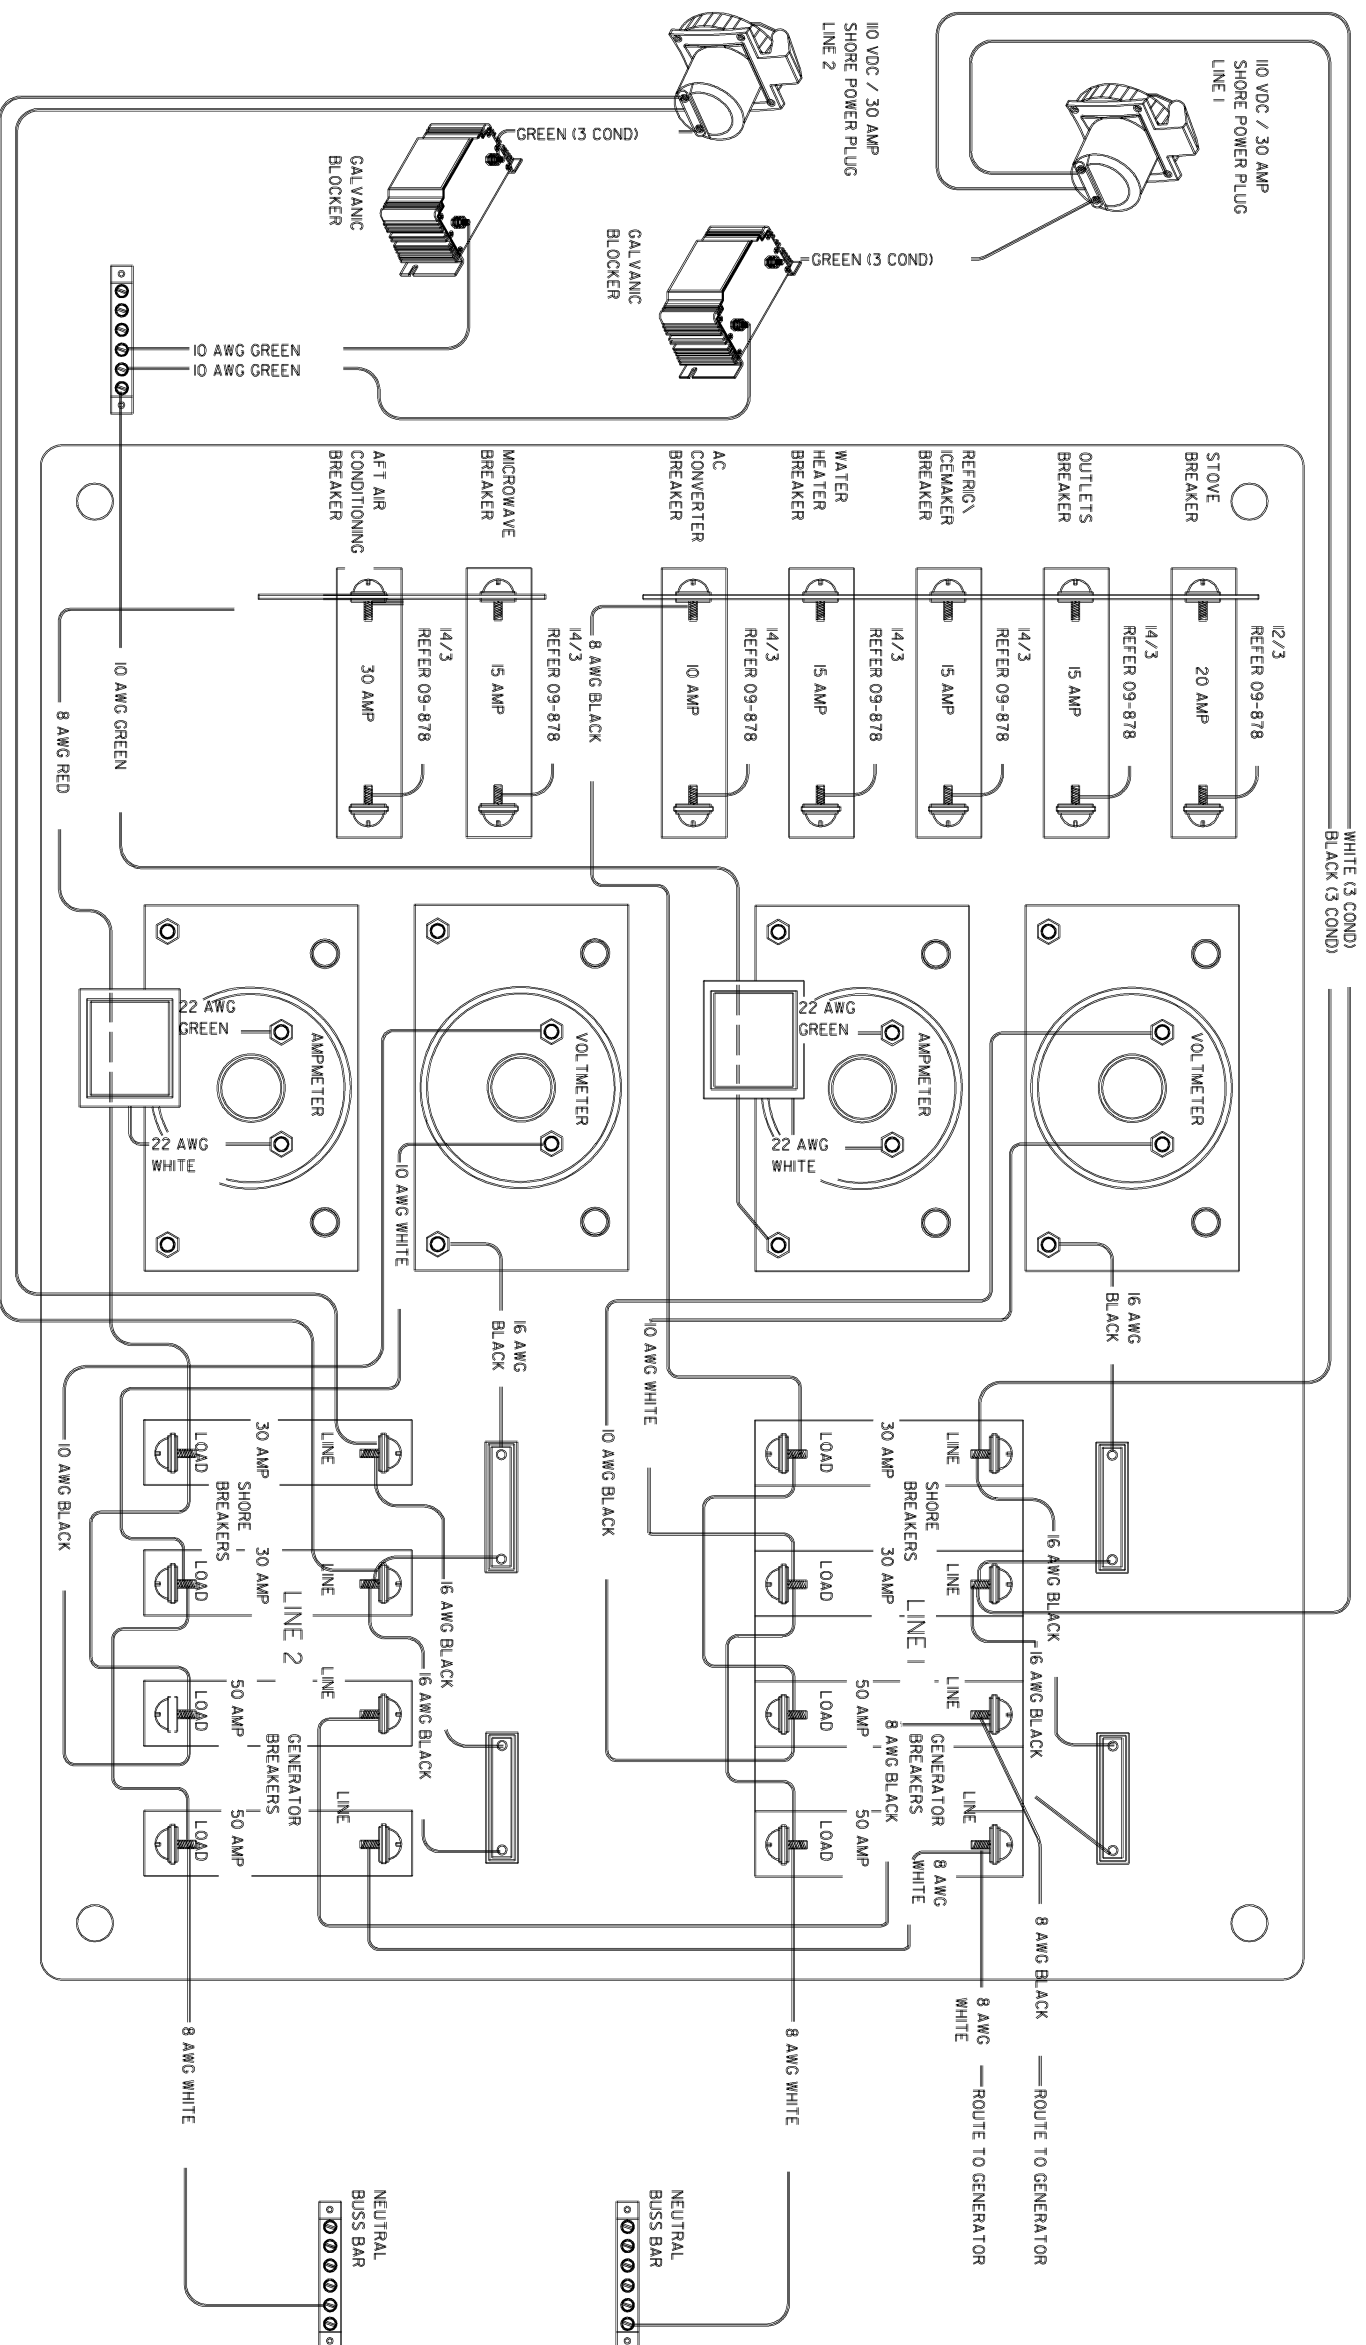 110 VDC / 30 AMP
SHORE POWER PLUG
LINE 1
110 VDC / 30 AMP
SHORE POWER PLUG
LINE 2
GREEN (3 COND)
GALVANIC
BLOCKER
GREEN (3 COND)
GALVANIC
BLOCKER
10 AWG GREEN
10 AWG GREEN
WHITE (3 COND)
BLACK (3 COND)
STOVE
BREAKER
OUTLETS
BREAKER
REFRIG\
ICEMAKER
BREAKER
WATER
HEATER
BREAKER
AC
CONVERTER
BREAKER
MICROWAVE
BREAKER
AFT AIR
CONDITIONING
BREAKER
12/3
REFER 09-878
20 AMP
14/3
REFER 09-878
15 AMP
14/3
REFER 09-878
15 AMP
14/3
REFER 09-878
15 AMP
14/3
REFER 09-878
10 AMP
8 AWG BLACK
14/3
REFER 09-878
15 AMP
14/3
REFER 09-878
30 AMP
10 AWG GREEN
8 AWG RED
VOLTMETER
22 AWG
GREEN
AMPMETER
22 AWG
WHITE
VOLTMETER
22 AWG
GREEN
AMPMETER
22 AWG
WHITE
16 AWG
BLACK
10 AWG WHITE
10 AWG BLACK
16 AWG
BLACK
10 AWG WHITE
10 AWG BLACK
LINE
30 AMP
LOAD
SHORE
BREAKERS
LINE
30 AMP
LOAD
LINE 1
16 AWG BLACK
16 AWG BLACK
LINE
50 AMP
LOAD
GENERATOR
BREAKERS
8 AWG BLACK
LINE
50 AMP
LOAD
8 AWG
WHITE
LINE
30 AMP
LOAD
SHORE
BREAKERS
LINE
30 AMP
LOAD
LINE 2
16 AWG BLACK
16 AWG BLACK
LINE
50 AMP
LOAD
GENERATOR
BREAKERS
LINE
50 AMP
LOAD
8 AWG BLACK
ROUTE TO GENERATOR
8 AWG
WHITE
ROUTE TO GENERATOR
8 AWG WHITE
8 AWG WHITE
NEUTRAL
BUSS BAR
NEUTRAL
BUSS BAR